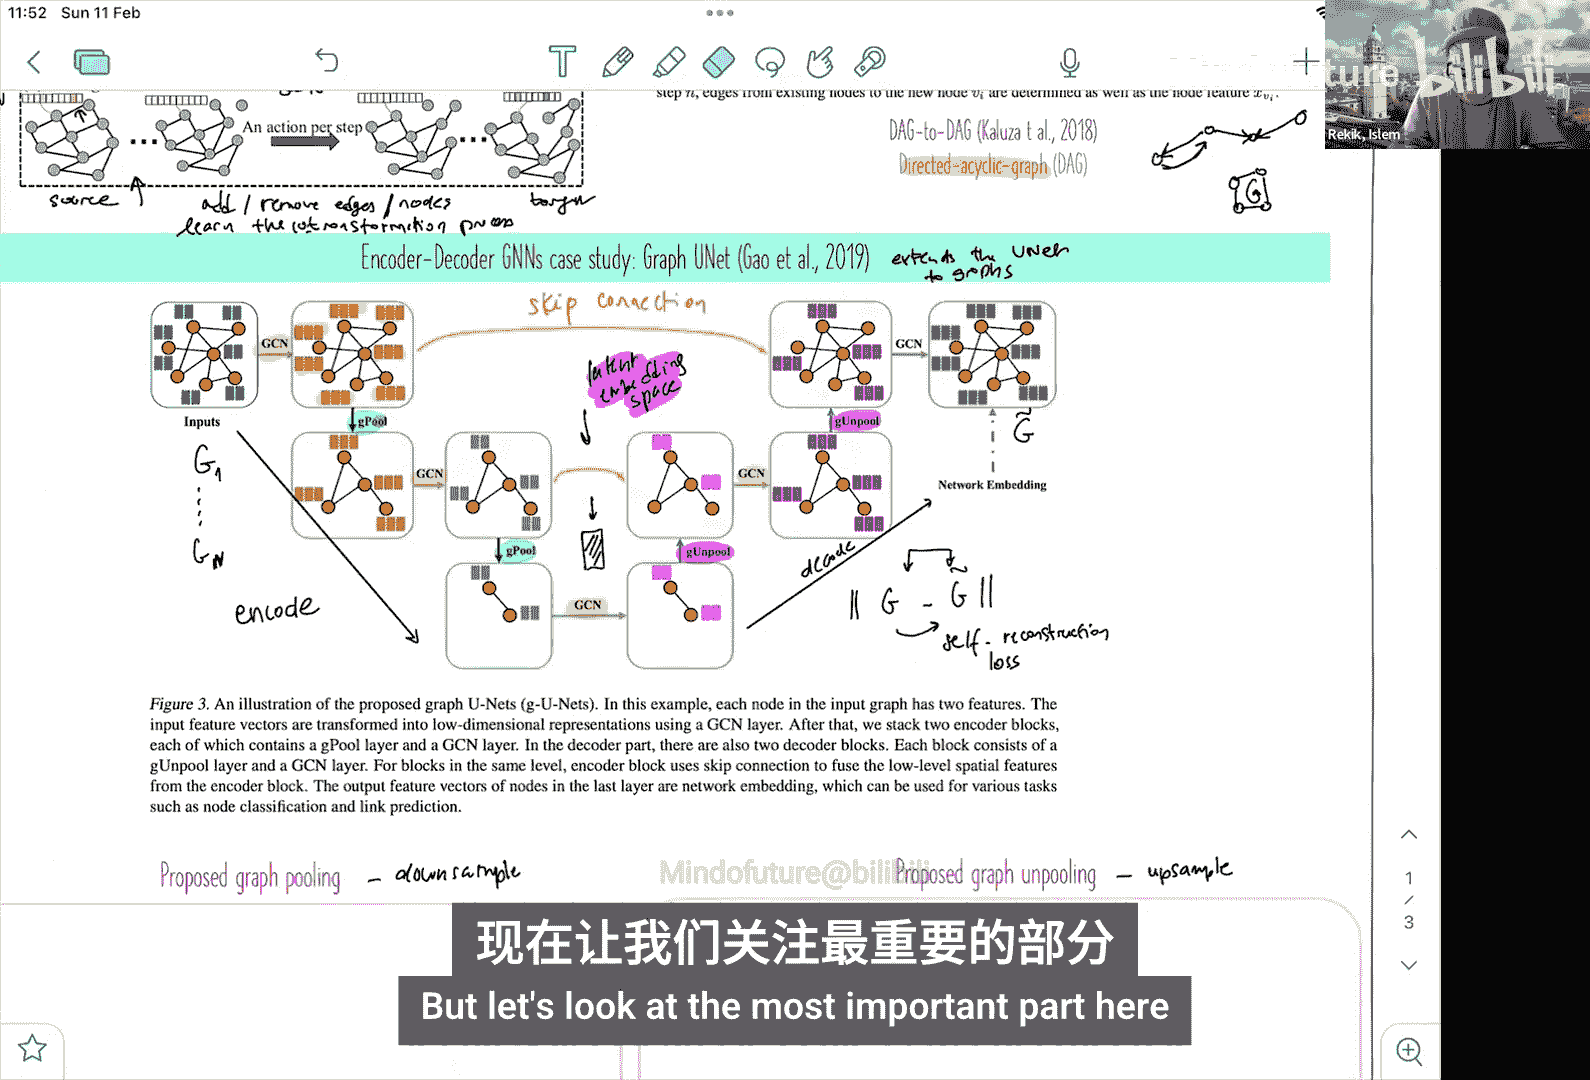 11:52 Sun 11 Feb
step n, edges from existing nodes to the new node vᵢ are determined as well as the node feature x_vᵢ.
bilibili
Rekik, Islem
An action per step
DAG-to-DAG (Kaluza t al., 2018)
Directed-acyclic-graph (DAG)
G
source
add / remove edges / nodes
target
learn the
Encoder-Decoder GNNs case study: Graph UNet (Gao et al., 2019)
extends the UNet
to graphs
skip connection
GCN
GCN
latent
embedding
space
Inputs
gPool
gUnpool
G̃
G₁
GCN
GCN
Network Embedding
G_N
gPool
gUnpool
decode
encode
GCN
|| G - G̃ ||
self-reconstruction
loss
Figure 3. An illustration of the proposed graph U-Nets (g-U-Nets). In this example, each node in the input graph has two features. The
input feature vectors are transformed into low-dimensional representations using a GCN layer. After that, we stack two encoder blocks,
each of which contains a gPool layer and a GCN layer. In the decoder part, there are also two decoder blocks. Each block consists of a
gUnpool layer and a GCN layer. For blocks in the same level, encoder block uses skip connection to fuse the low-level spatial features
from the encoder block. The output feature vectors of nodes in the last layer are network embedding, which can be used for various tasks
such as node classification and link prediction.
Proposed graph pooling - downsample
Mindofuture@bilibili
Proposed graph unpooling - upsample
1
/
3
现在让我们关注最重要的部分
But let's look at the most important part here